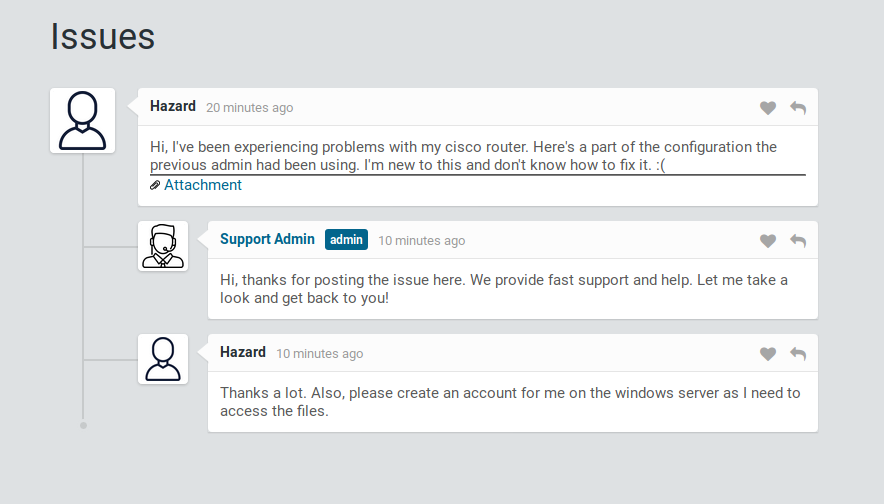 Issues
Hazard 20 minutes ago
Hi, I've been experiencing problems with my cisco router. Here's a part of the configuration the
previous admin had been using. I'm new to this and don't know how to fix it. :(
Attachment
Support Admin admin 10 minutes ago
Hi, thanks for posting the issue here. We provide fast support and help. Let me take a
look and get back to you!
Hazard 10 minutes ago
Thanks a lot. Also, please create an account for me on the windows server as I need to
access the files.